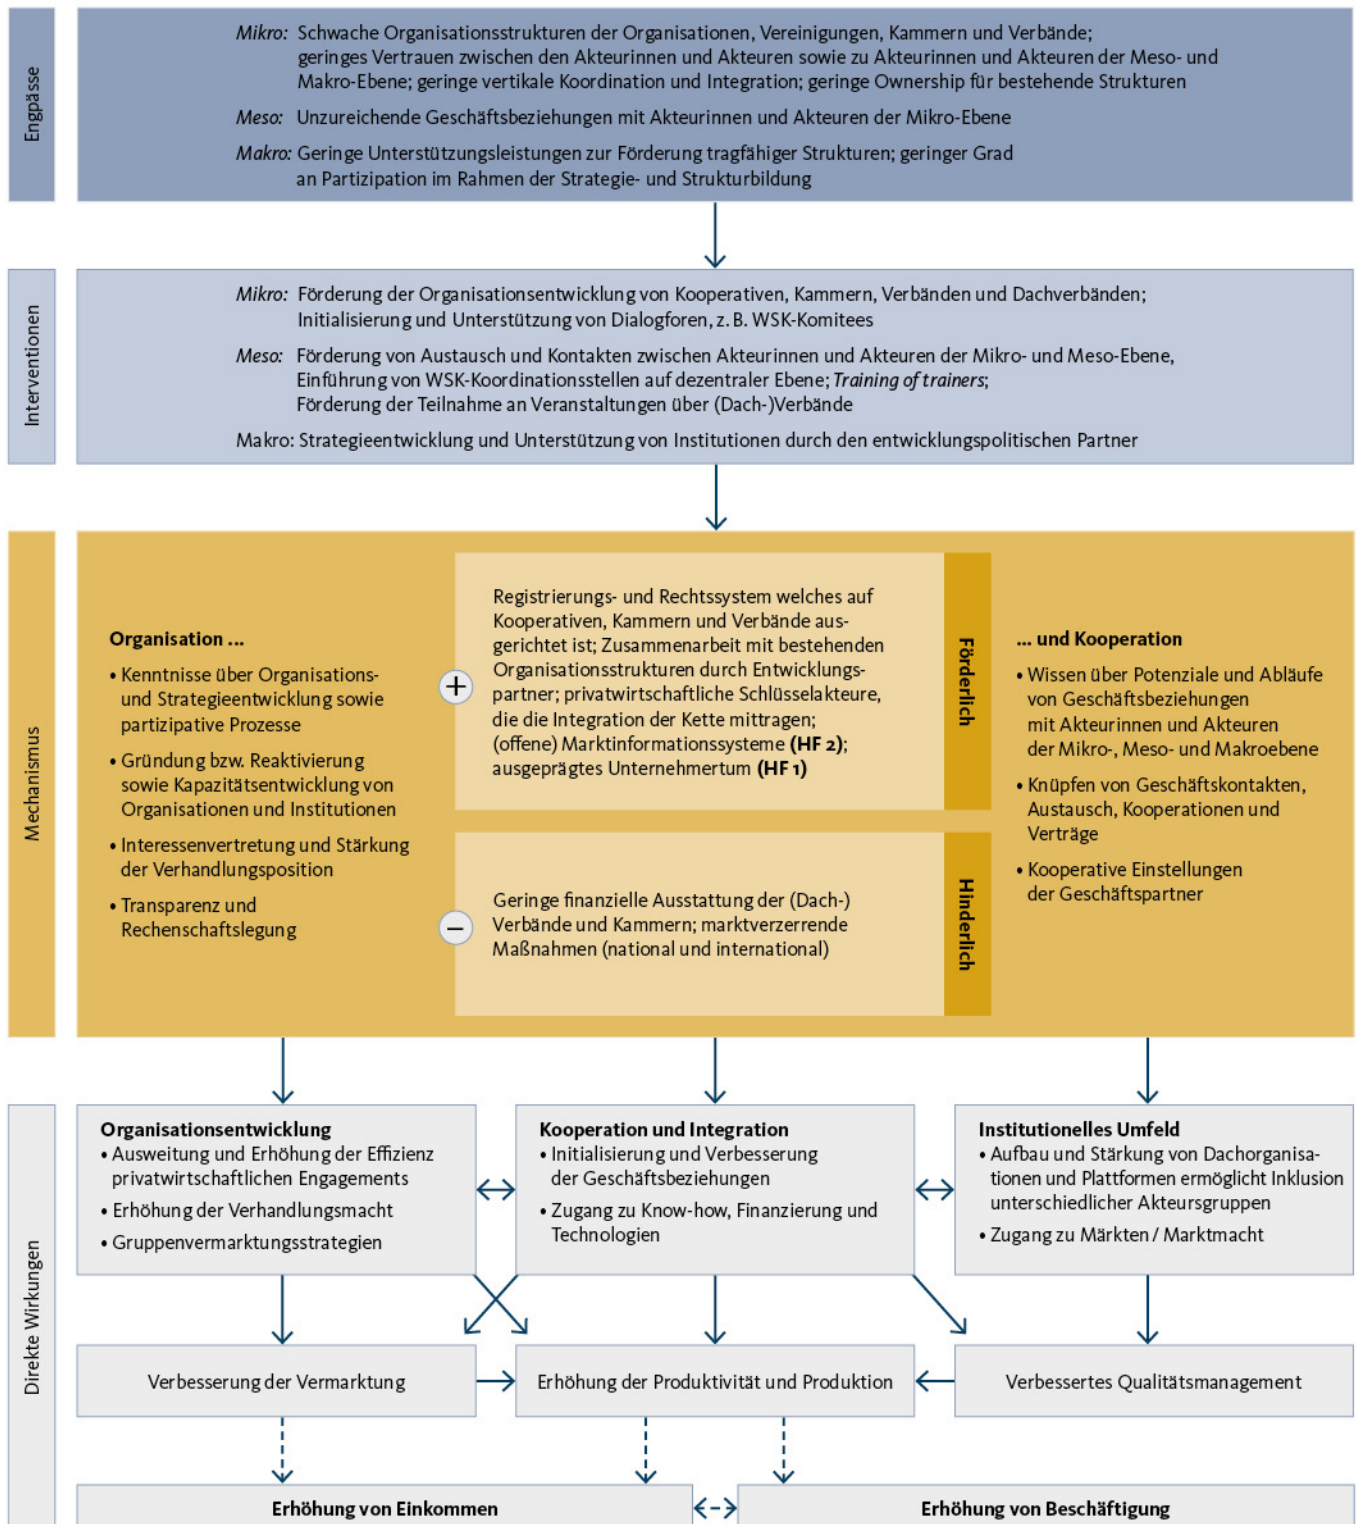 Engpässe
Mikro: Schwache Organisationsstrukturen der Organisationen, Vereinigungen, Kammern und Verbände;
geringes Vertrauen zwischen den Akteurinnen und Akteuren sowie zu Akteurinnen und Akteuren der Meso- und
Makro-Ebene; geringe vertikale Koordination und Integration; geringe Ownership für bestehende Strukturen
Meso: Unzureichende Geschäftsbeziehungen mit Akteurinnen und Akteuren der Mikro-Ebene
Makro: Geringe Unterstützungsleistungen zur Förderung tragfähiger Strukturen; geringer Grad
an Partizipation im Rahmen der Strategie- und Strukturbildung
Interventionen
Mikro: Förderung der Organisationsentwicklung von Kooperativen, Kammern, Verbänden und Dachverbänden;
Initialisierung und Unterstützung von Dialogforen, z. B. WSK-Komitees
Meso: Förderung von Austausch und Kontakten zwischen Akteurinnen und Akteuren der Mikro- und Meso-Ebene,
Einführung von WSK-Koordinationsstellen auf dezentraler Ebene; Training of trainers;
Förderung der Teilnahme an Veranstaltungen über (Dach-)Verbände
Makro: Strategieentwicklung und Unterstützung von Institutionen durch den entwicklungspolitischen Partner
Mechanismus
Organisation ...
• Kenntnisse über Organisations-
und Strategieentwicklung sowie
partizipative Prozesse
• Gründung bzw. Reaktivierung
sowie Kapazitätsentwicklung von
Organisationen und Institutionen
• Interessenvertretung und Stärkung
der Verhandlungsposition
• Transparenz und
Rechenschaftslegung
+
Registrierungs- und Rechtssystem welches auf
Kooperativen, Kammern und Verbände aus-
gerichtet ist; Zusammenarbeit mit bestehenden
Organisationsstrukturen durch Entwicklungs-
partner; privatwirtschaftliche Schlüsselakteure,
die die Integration der Kette mittragen;
(offene) Marktinformationssysteme (HF 2);
ausgeprägtes Unternehmertum (HF 1)
Förderlich
–
Geringe finanzielle Ausstattung der (Dach-)
Verbände und Kammern; marktverzerrende
Maßnahmen (national und international)
Hinderlich
... und Kooperation
• Wissen über Potenziale und Abläufe
von Geschäftsbeziehungen
mit Akteurinnen und Akteuren
der Mikro-, Meso- und Makroebene
• Knüpfen von Geschäftskontakten,
Austausch, Kooperationen und
Verträge
• Kooperative Einstellungen
der Geschäftspartner
Direkte Wirkungen
Organisationsentwicklung
• Ausweitung und Erhöhung der Effizienz
privatwirtschaftlichen Engagements
• Erhöhung der Verhandlungsmacht
• Gruppenvermarktungsstrategien
Kooperation und Integration
• Initialisierung und Verbesserung
der Geschäftsbeziehungen
• Zugang zu Know-how, Finanzierung und
Technologien
Institutionelles Umfeld
• Aufbau und Stärkung von Dachorganisa-
tionen und Plattformen ermöglicht Inklusion
unterschiedlicher Akteursgruppen
• Zugang zu Märkten / Marktmacht
Verbesserung der Vermarktung
Erhöhung der Produktivität und Produktion
Verbessertes Qualitätsmanagement
Erhöhung von Einkommen
Erhöhung von Beschäftigung